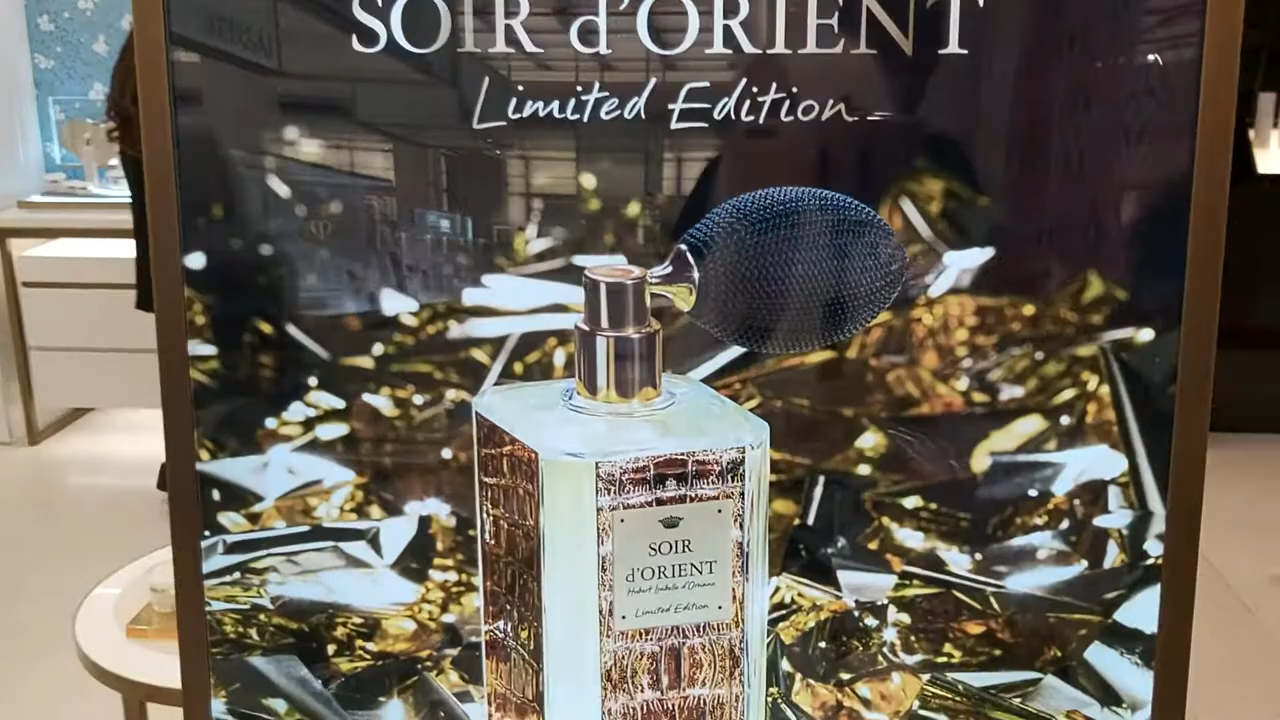 SOIR d'ORIENT
Limited Edition
SOIR
d'ORIENT
Hubert Isabelle d'Ornano
Limited Edition